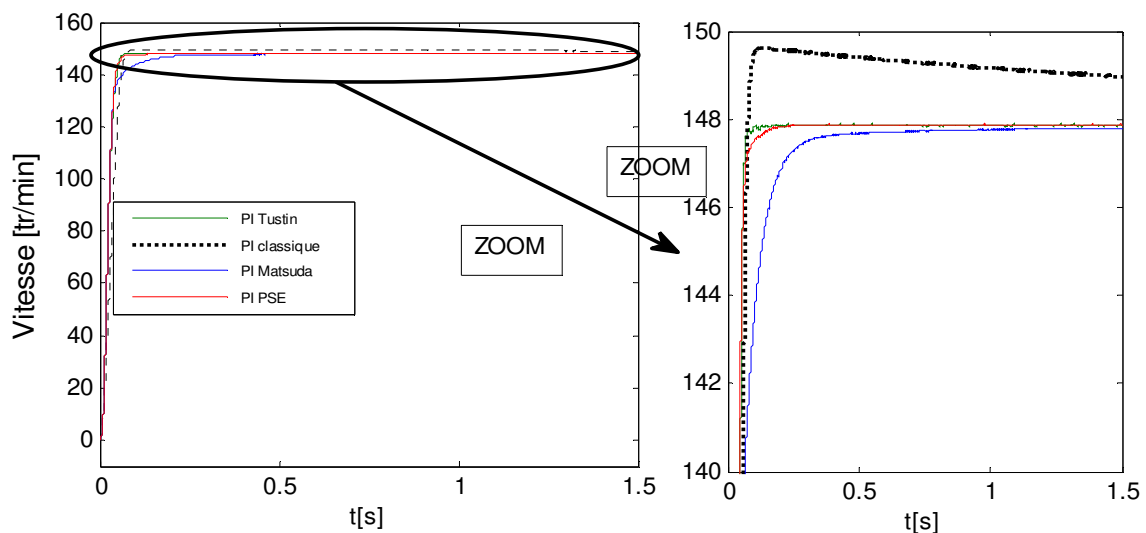 160
140
120
100
80
60
40
20
0
Vitesse [tr/min]
0
0.5
1
1.5
t[s]
PI Tustin
PI classique
PI Matsuda
PI PSE
ZOOM
ZOOM
150
148
146
144
142
140
0
0.5
1
1.5
t[s]